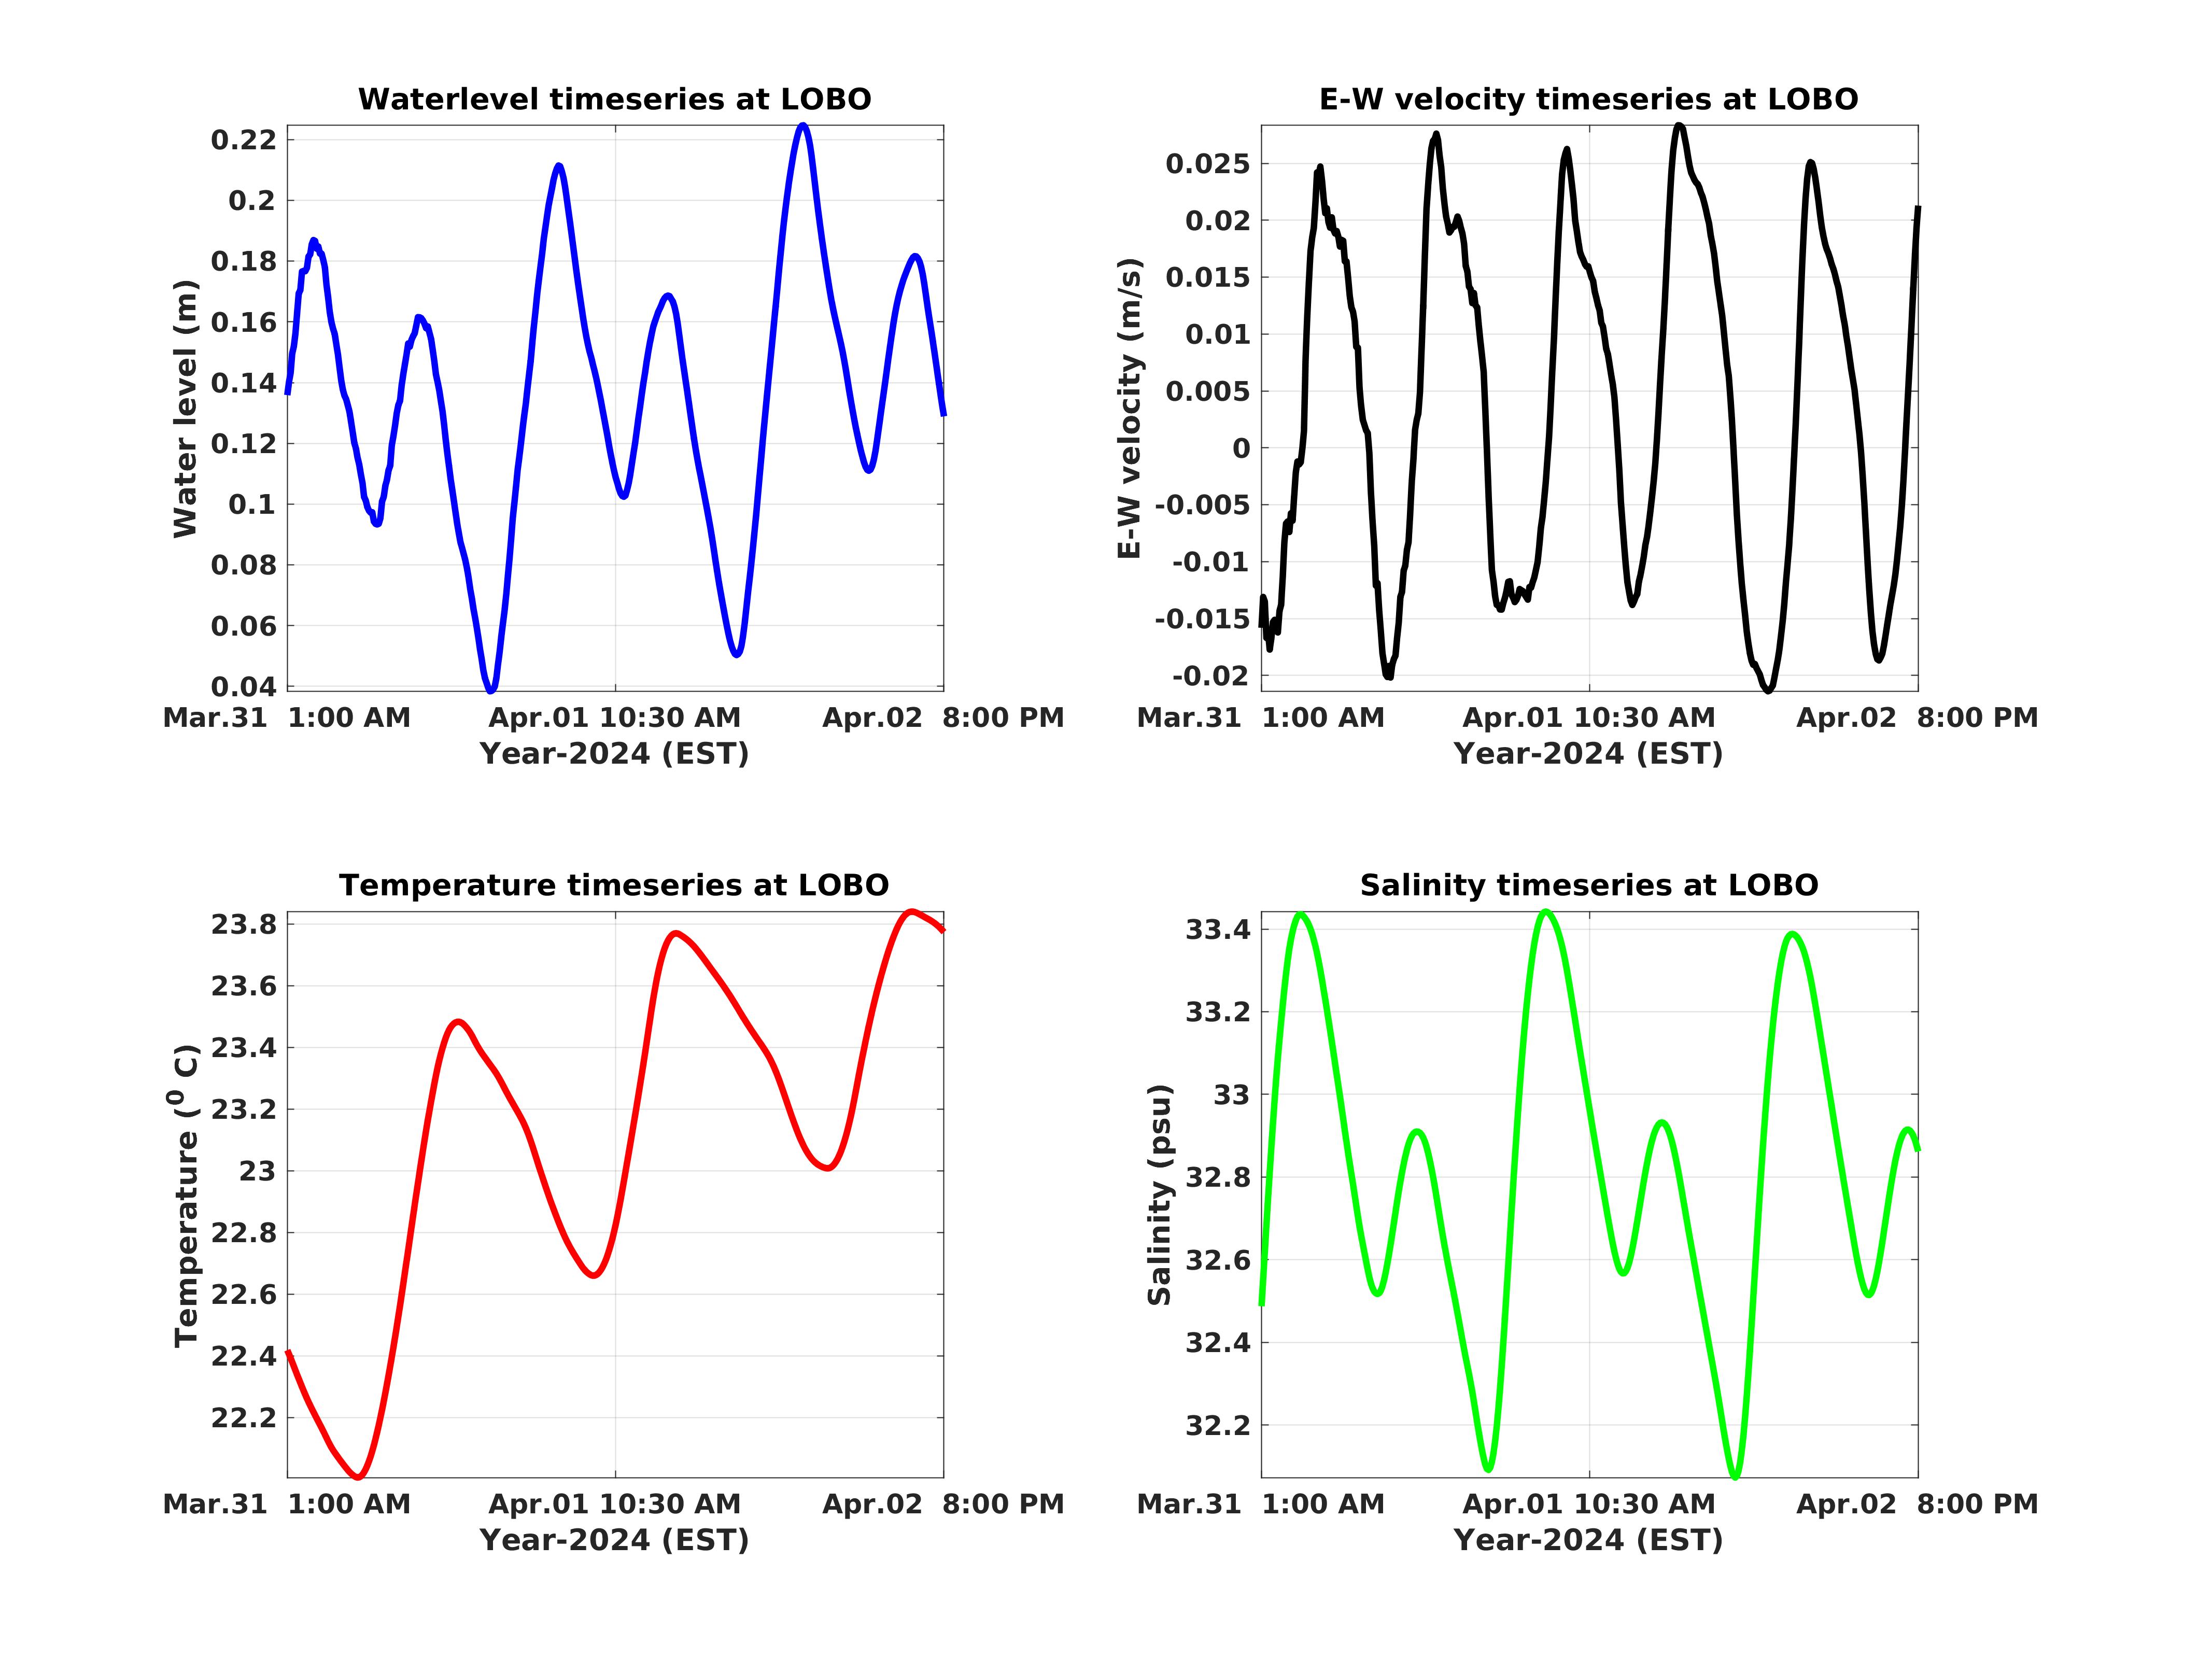 Waterlevel timeseries at LOBO
0.22
0.2
0.18
0.16
0.14
0.12
0.1
0.08
0.06
0.04
Water level (m)
Mar.31 1:00 AM Apr.01 10:30 AM Apr.02 8:00 PM
Year-2024 (EST)
E-W velocity timeseries at LOBO
0.025
0.02
0.015
0.01
0.005
0
-0.005
-0.01
-0.015
-0.02
E-W velocity (m/s)
Mar.31 1:00 AM Apr.01 10:30 AM Apr.02 8:00 PM
Year-2024 (EST)
Temperature timeseries at LOBO
23.8
23.6
23.4
23.2
23
22.8
22.6
22.4
22.2
Temperature (⁰ C)
Mar.31 1:00 AM Apr.01 10:30 AM Apr.02 8:00 PM
Year-2024 (EST)
Salinity timeseries at LOBO
33.4
33.2
33
32.8
32.6
32.4
32.2
Salinity (psu)
Mar.31 1:00 AM Apr.01 10:30 AM Apr.02 8:00 PM
Year-2024 (EST)